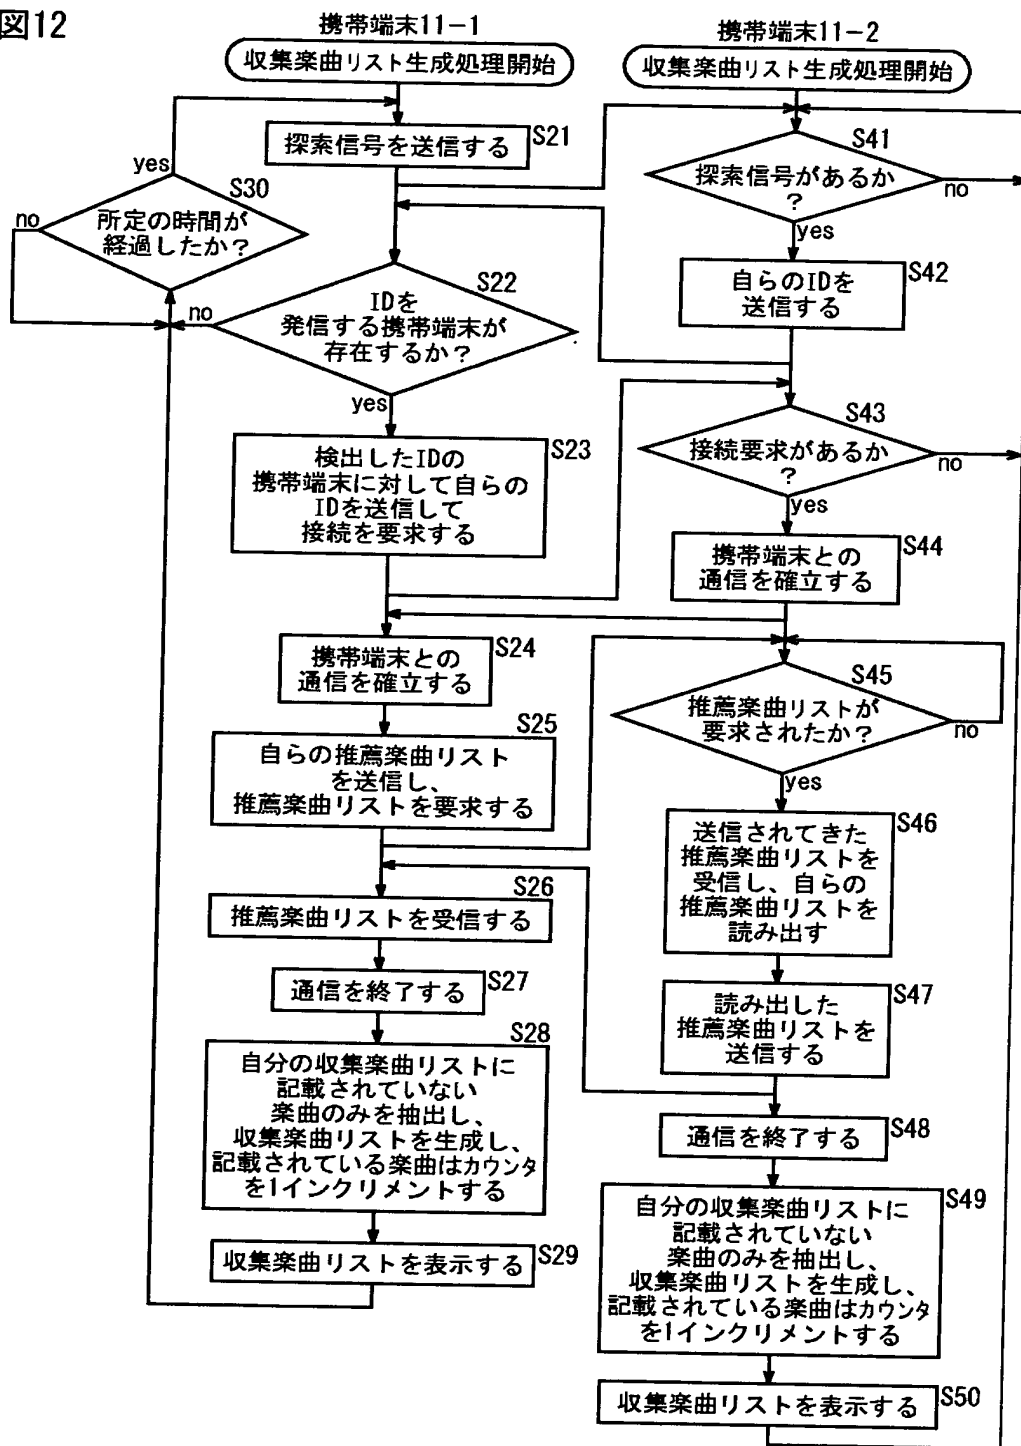 図12
携帯端末11-1
収集楽曲リスト生成処理開始
探索信号を送信する
S21
yes
S30
no
所定の時間が
経過したか?
S22
no
IDを
発信する携帯端末が
存在するか?
yes
S23
検出したIDの
携帯端末に対して自らの
IDを送信して
接続を要求する
S24
携帯端末との
通信を確立する
S25
自らの推薦楽曲リスト
を送信し、
推薦楽曲リストを要求する
S26
推薦楽曲リストを受信する
通信を終了する
S27
S28
自分の収集楽曲リストに
記載されていない
楽曲のみを抽出し、
収集楽曲リストを生成し、
記載されている楽曲はカウンタ
を1インクリメントする
収集楽曲リストを表示する
S29
携帯端末11-2
収集楽曲リスト生成処理開始
S41
探索信号があるか
?
no
yes
自らのIDを
送信する
S42
S43
接続要求があるか
?
no
yes
S44
携帯端末との
通信を確立する
S45
推薦楽曲リストが
要求されたか?
no
yes
S46
送信されてきた
推薦楽曲リストを
受信し、自らの
推薦楽曲リストを
読み出す
S47
読み出した
推薦楽曲リストを
送信する
通信を終了する
S48
S49
自分の収集楽曲リストに
記載されていない
楽曲のみを抽出し、
収集楽曲リストを生成し、
記載されている楽曲はカウンタ
を1インクリメントする
収集楽曲リストを表示する
S50